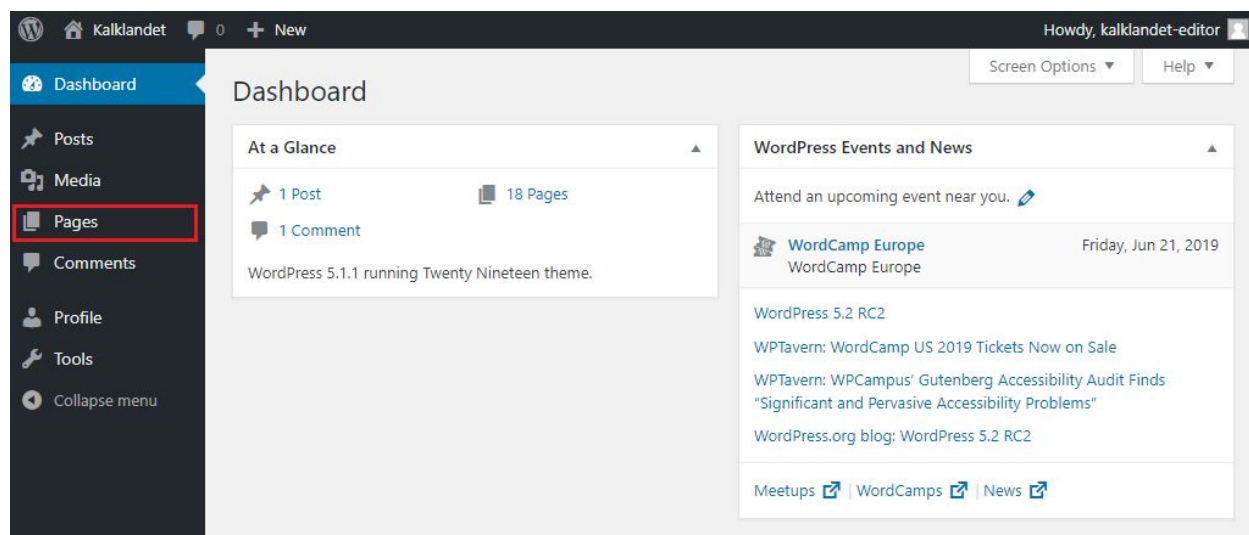 Kalklandet 0 New Howdy, kalklandet-editor
Screen Options Help
Dashboard
Posts
Media
Pages
Comments
Profile
Tools
Collapse menu
Dashboard
At a Glance
1 Post 18 Pages
1 Comment
WordPress 5.1.1 running Twenty Nineteen theme.
WordPress Events and News
Attend an upcoming event near you.
WordCamp Europe Friday, Jun 21, 2019
WordCamp Europe
WordPress 5.2 RC2
WPTavern: WordCamp US 2019 Tickets Now on Sale
WPTavern: WPCampus’ Gutenberg Accessibility Audit Finds
“Significant and Pervasive Accessibility Problems”
WordPress.org blog: WordPress 5.2 RC2
Meetups | WordCamps | News